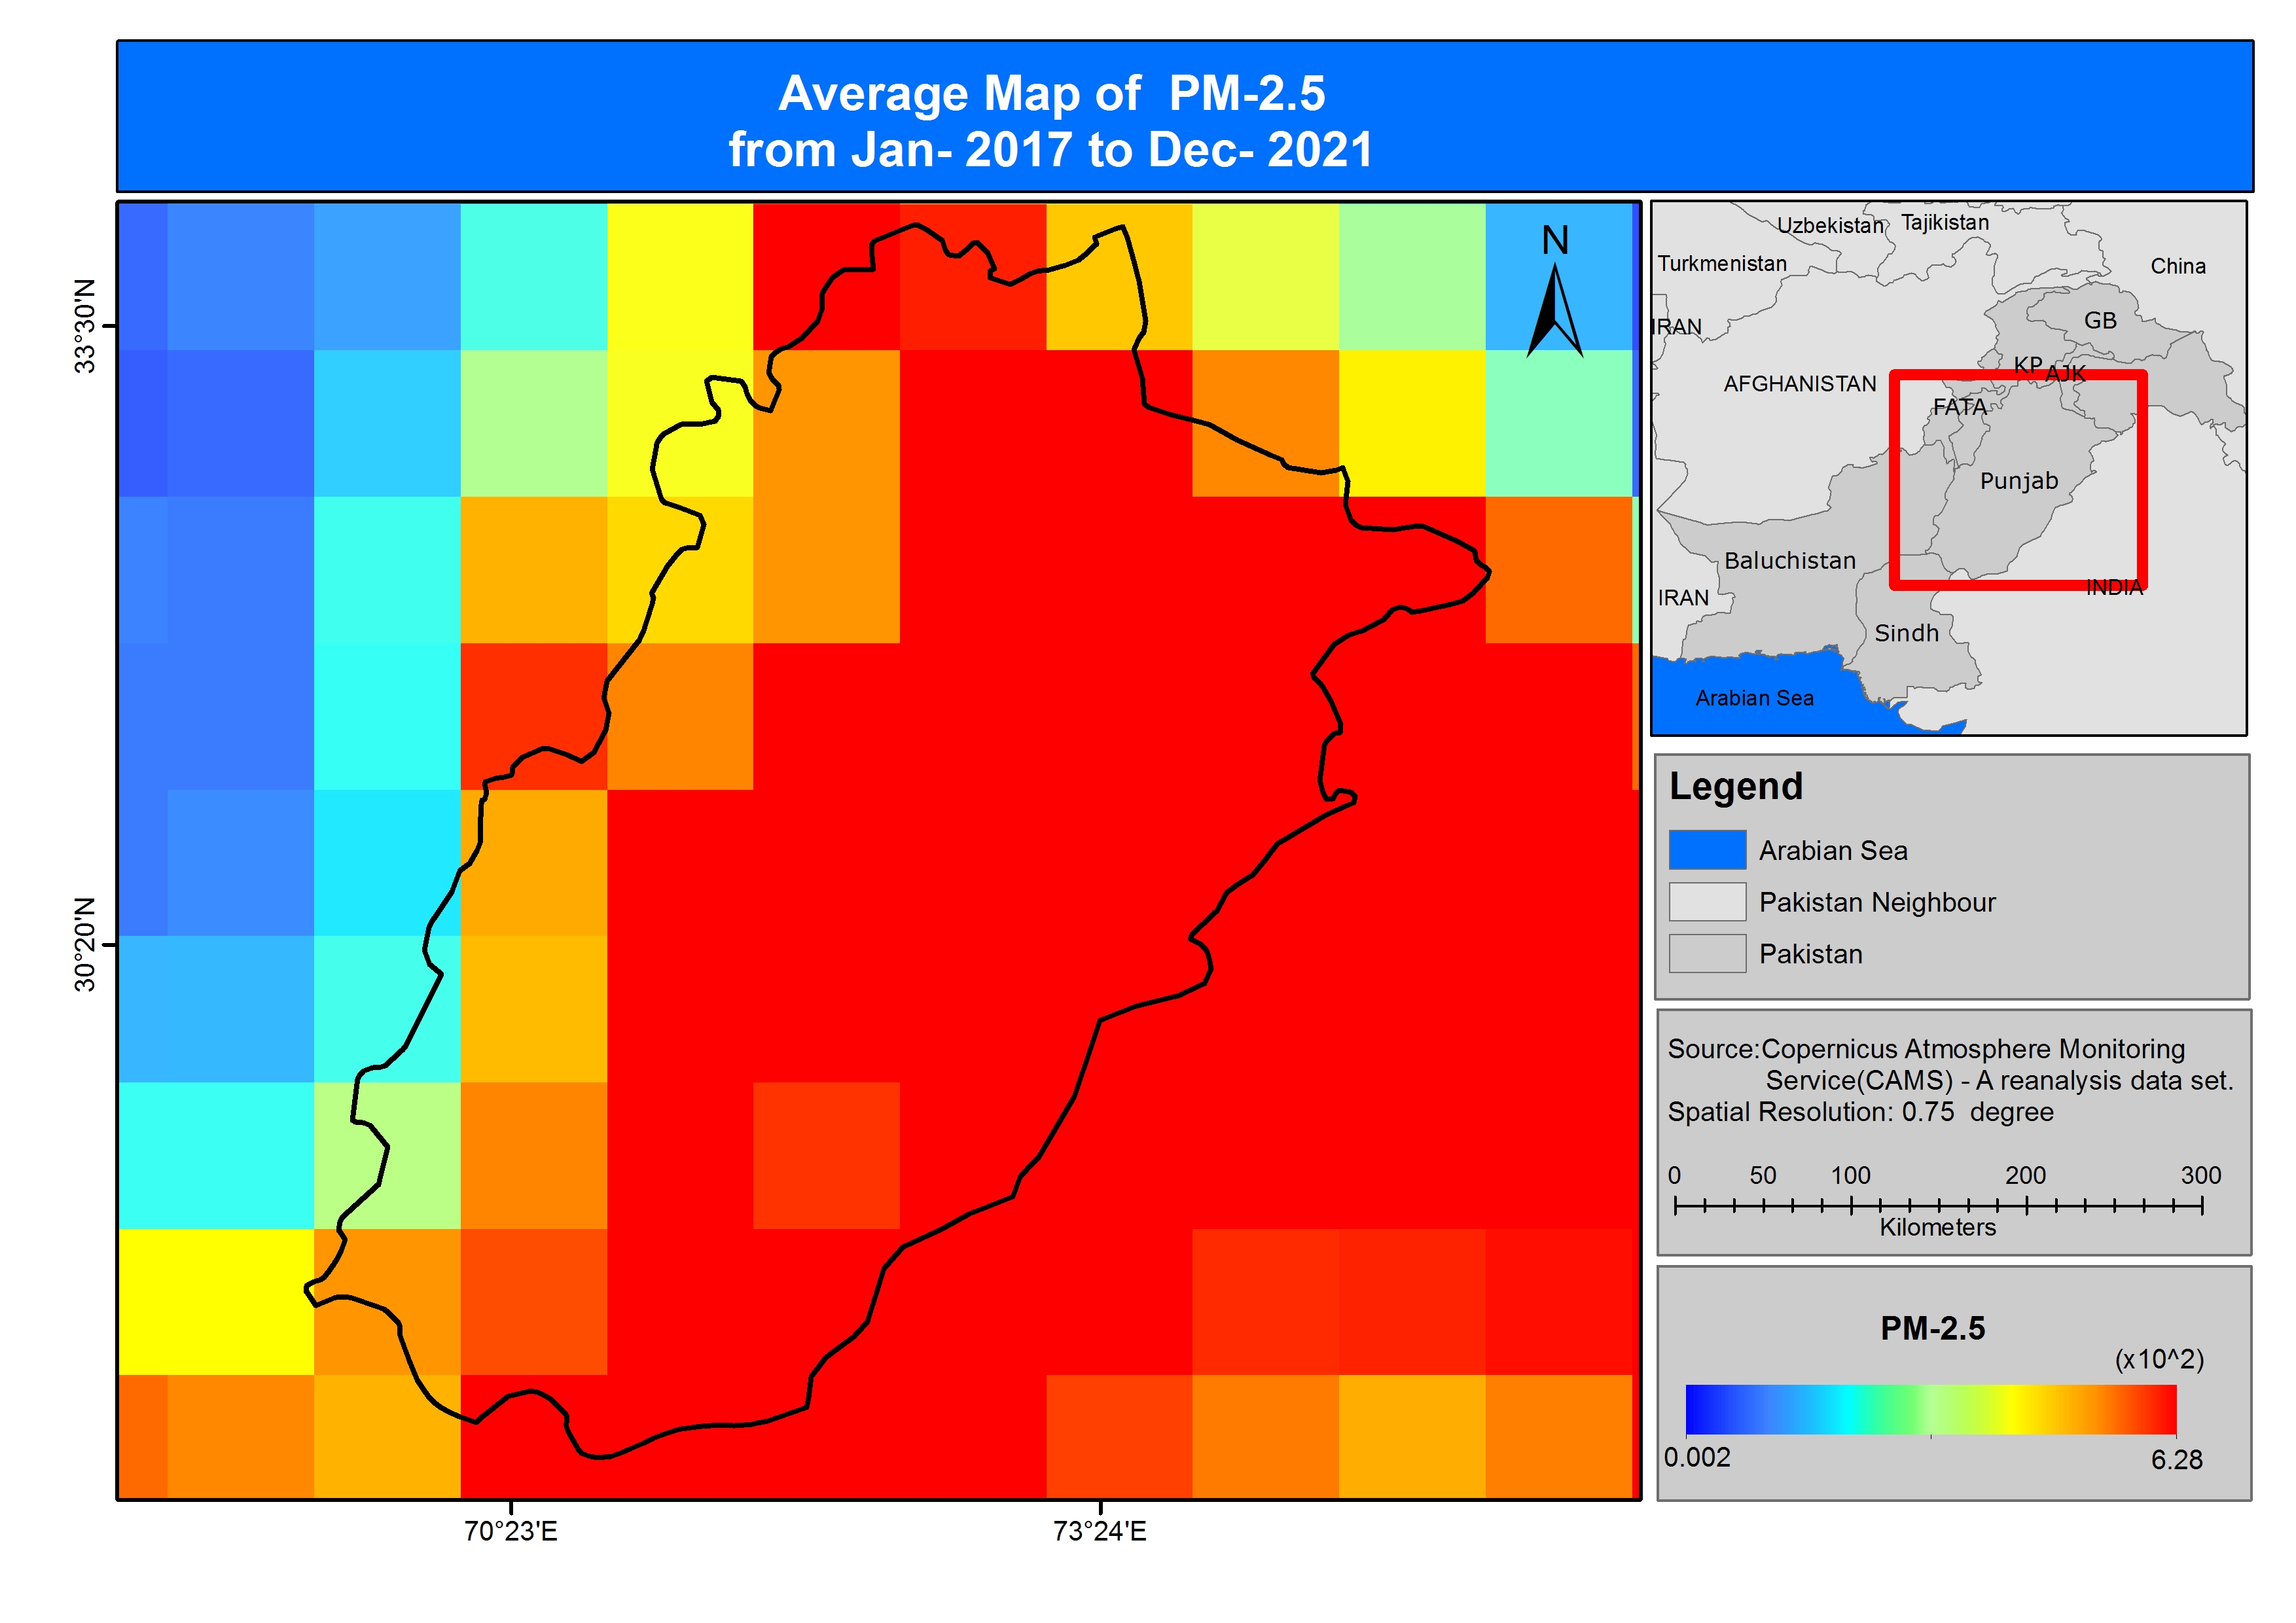 Average Map of  PM-2.5
from Jan- 2017 to Dec- 2021
33°30'N
30°20'N
70°23'E
73°24'E
N
Uzbekistan
Tajikistan
Turkmenistan
China
IRAN
GB
KP
AJK
AFGHANISTAN
FATA
Punjab
Baluchistan
INDIA
IRAN
Sindh
Arabian Sea
Legend
Arabian Sea
Pakistan Neighbour
Pakistan
Source:Copernicus Atmosphere Monitoring
Service(CAMS) - A reanalysis data set.
Spatial Resolution: 0.75  degree
0 50 100 200 300
Kilometers
PM-2.5
(x10^2)
0.002
6.28